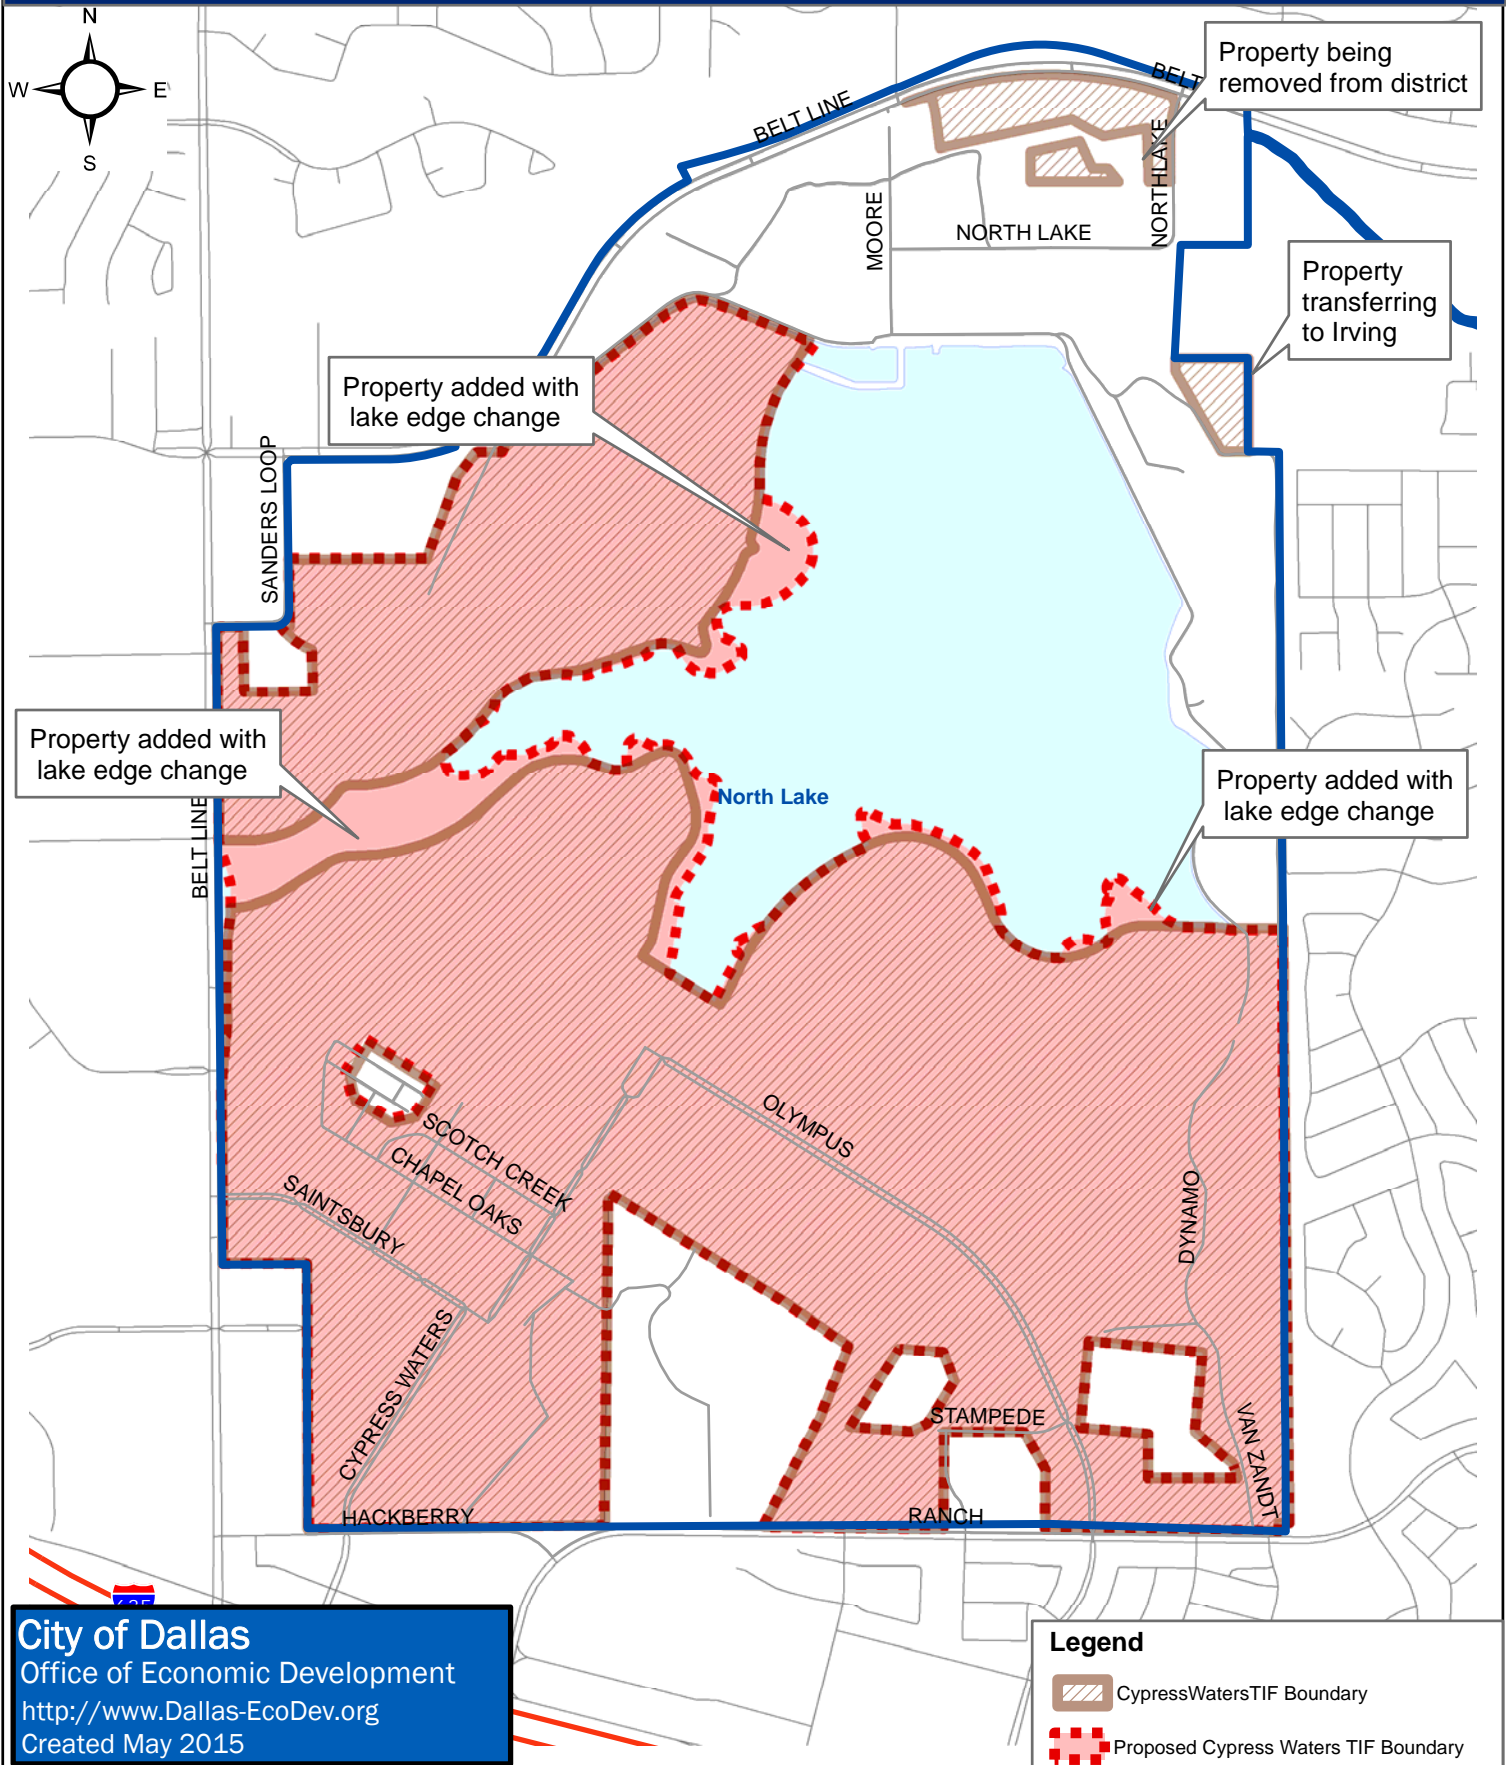 N
W
E
S
BELT LINE
BELT
Property being
removed from district
MOORE
NORTHLAKE
NORTH LAKE
Property
transferring
to Irving
Property added with
lake edge change
SANDERS LOOP
Property added with
lake edge change
BELT LINE
North Lake
Property added with
lake edge change
SCOTCH CREEK
CHAPEL OAKS
SAINTSBURY
OLYMPUS
DYNAMO
CYPRESS WATERS
STAMPEDE
VAN ZANDT
HACKBERRY
RANCH
City of Dallas
Office of Economic Development
http://www.Dallas-EcoDev.org
Created May 2015
Legend
CypressWatersTIF Boundary
Proposed Cypress Waters TIF Boundary